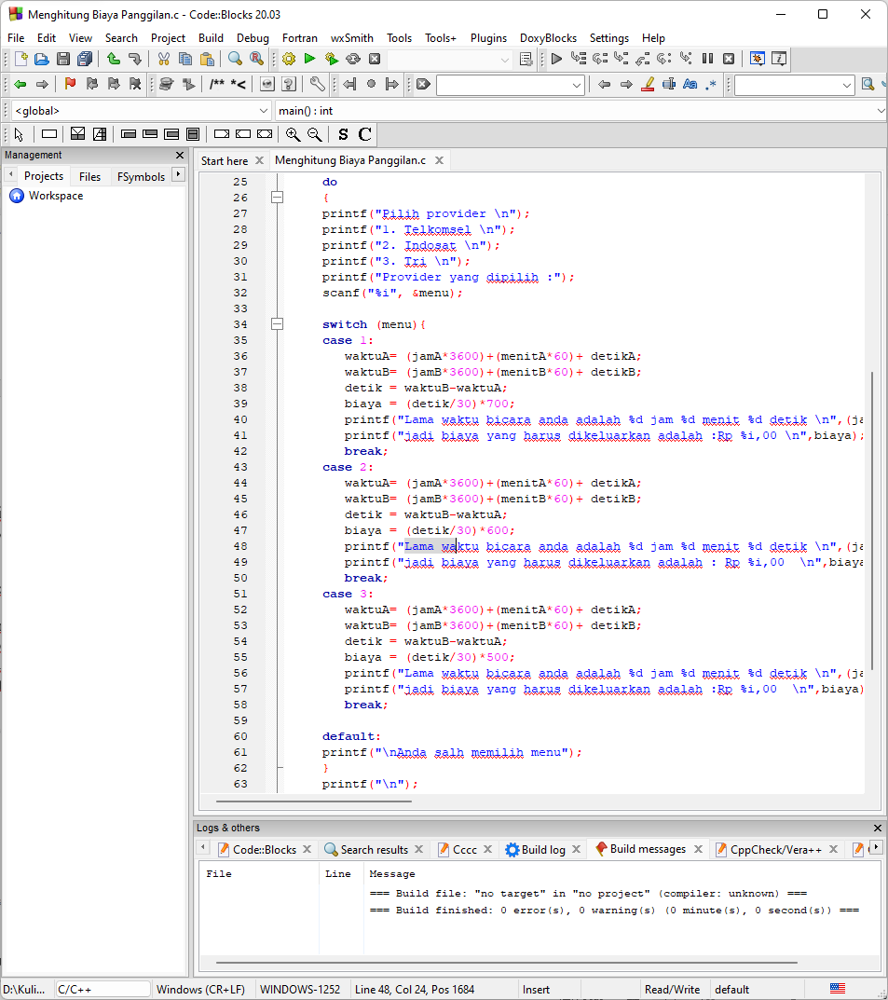 Menghitung Biaya Panggilan.c - Code::Blocks 20.03
File Edit View Search Project Build Debug Fortran wxSmith Tools Tools+ Plugins DoxyBlocks Settings Help
/** *<
Aa .*
<global> main() : int
S C
Management
Projects Files FSymbols
Workspace
Start here Menghitung Biaya Panggilan.c
25 do
26 {
27 printf("Pilih provider \n");
28 printf("1. Telkomsel \n");
29 printf("2. Indosat \n");
30 printf("3. Tri \n");
31 printf("Provider yang dipilih :");
32 scanf("%i", &menu);
33
34 switch (menu){
35 case 1:
36 waktuA= (jamA*3600)+(menitA*60)+ detikA;
37 waktuB= (jamB*3600)+(menitB*60)+ detikB;
38 detik = waktuB-waktuA;
39 biaya = (detik/30)*700;
40 printf("Lama waktu bicara anda adalah %d jam %d menit %d detik \n",(ja
41 printf("jadi biaya yang harus dikeluarkan adalah :Rp %i,00 \n",biaya);
42 break;
43 case 2:
44 waktuA= (jamA*3600)+(menitA*60)+ detikA;
45 waktuB= (jamB*3600)+(menitB*60)+ detikB;
46 detik = waktuB-waktuA;
47 biaya = (detik/30)*600;
48 printf("Lama waktu bicara anda adalah %d jam %d menit %d detik \n",(ja
49 printf("jadi biaya yang harus dikeluarkan adalah : Rp %i,00  \n",biaya
50 break;
51 case 3:
52 waktuA= (jamA*3600)+(menitA*60)+ detikA;
53 waktuB= (jamB*3600)+(menitB*60)+ detikB;
54 detik = waktuB-waktuA;
55 biaya = (detik/30)*500;
56 printf("Lama waktu bicara anda adalah %d jam %d menit %d detik \n",(ja
57 printf("jadi biaya yang harus dikeluarkan adalah :Rp %i,00  \n",biaya)
58 break;
59
60 default:
61 printf("\nAnda salh memilih menu");
62 }
63 printf("\n");
Logs & others
Code::Blocks Search results Cccc Build log Build messages CppCheck/Vera++
File Line Message
=== Build file: "no target" in "no project" (compiler: unknown) ===
=== Build finished: 0 error(s), 0 warning(s) (0 minute(s), 0 second(s)) ===
D:\Kuli... C/C++ Windows (CR+LF) WINDOWS-1252 Line 48, Col 24, Pos 1684 Insert Read/Write default